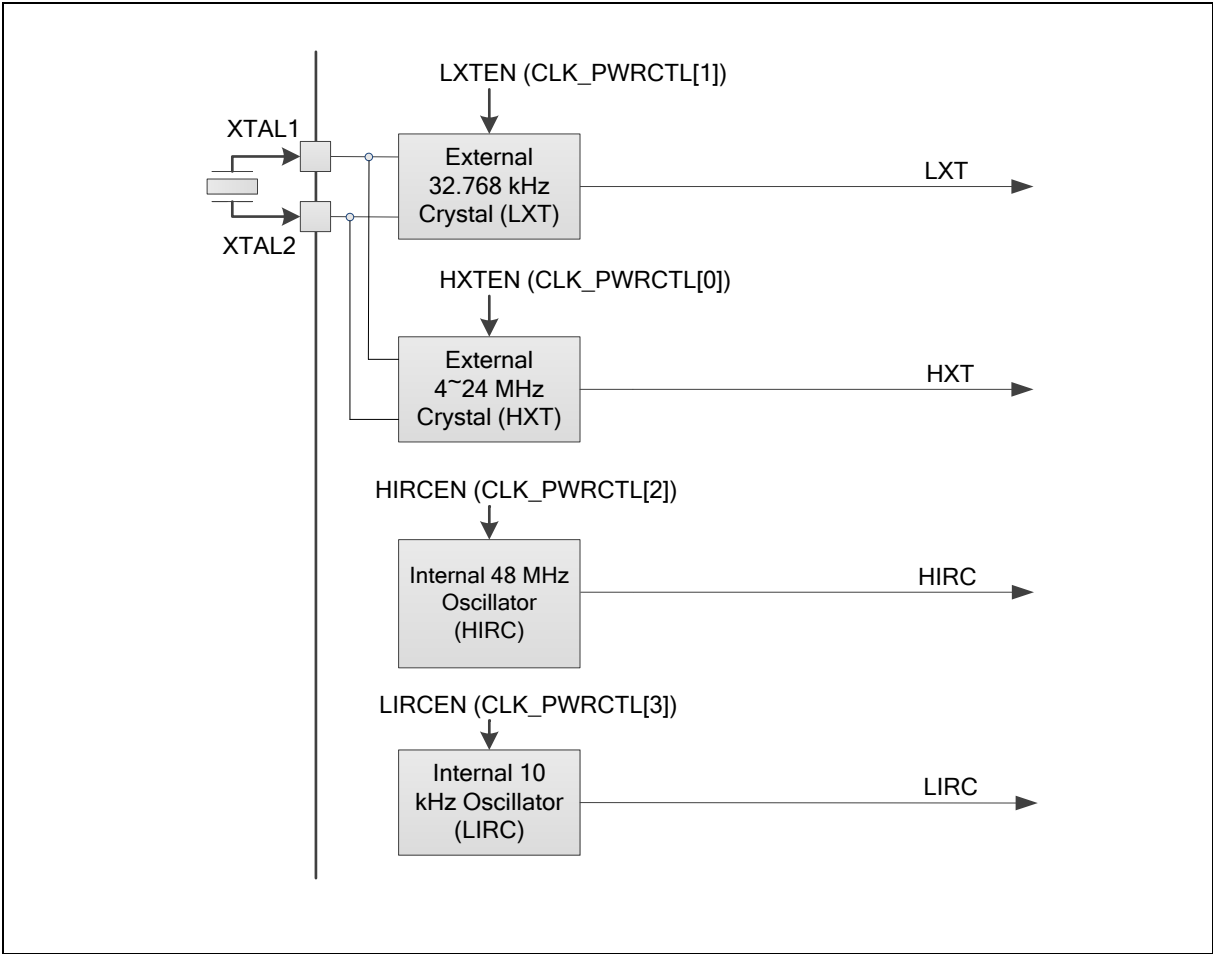 LXTEN (CLK_PWRCTL[1])
XTAL1
External
32.768 kHz
Crystal (LXT)
LXT
XTAL2
HXTEN (CLK_PWRCTL[0])
External
4~24 MHz
Crystal (HXT)
HXT
HIRCEN (CLK_PWRCTL[2])
Internal 48 MHz
Oscillator
(HIRC)
HIRC
LIRCEN (CLK_PWRCTL[3])
Internal 10
kHz Oscillator
(LIRC)
LIRC